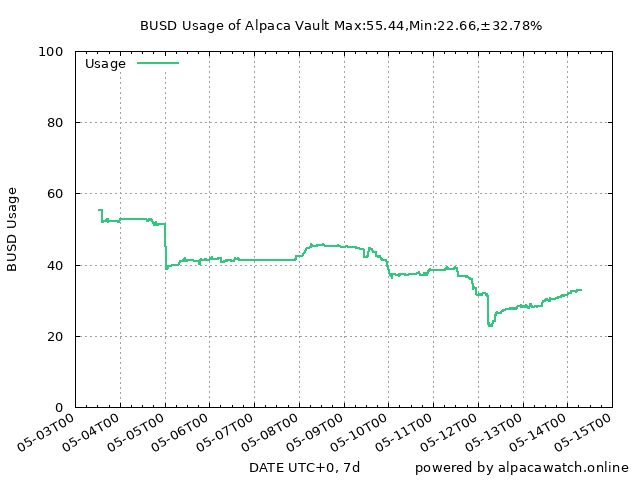 BUSD Usage of Alpaca Vault Max:55.44,Min:22.66,±32.78%
100
80
60
40
20
0
BUSD Usage
Usage
05-03T00
05-04T00
05-05T00
05-06T00
05-07T00
05-08T00
05-09T00
05-10T00
05-11T00
05-12T00
05-13T00
05-14T00
05-15T00
DATE UTC+0, 7d
powered by alpacawatch.online